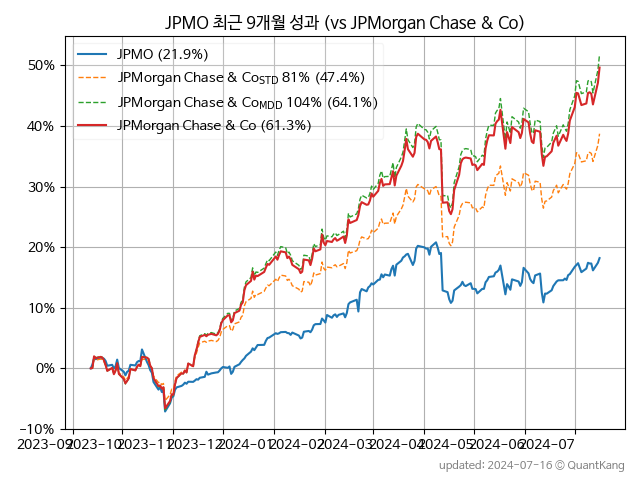 JPMO 최근 9개월 성과 (vs JPMorgan Chase & Co)
JPMO (21.9%)
JPMorgan Chase & CoSTD 81% (47.4%)
JPMorgan Chase & CoMDD 104% (64.1%)
JPMorgan Chase & Co (61.3%)
50%
40%
30%
20%
10%
0%
−10%
2023-09 2023-10 2023-11 2023-12 2024-01 2024-02 2024-03 2024-04 2024-05 2024-06 2024-07
updated: 2024-07-16 © QuantKang